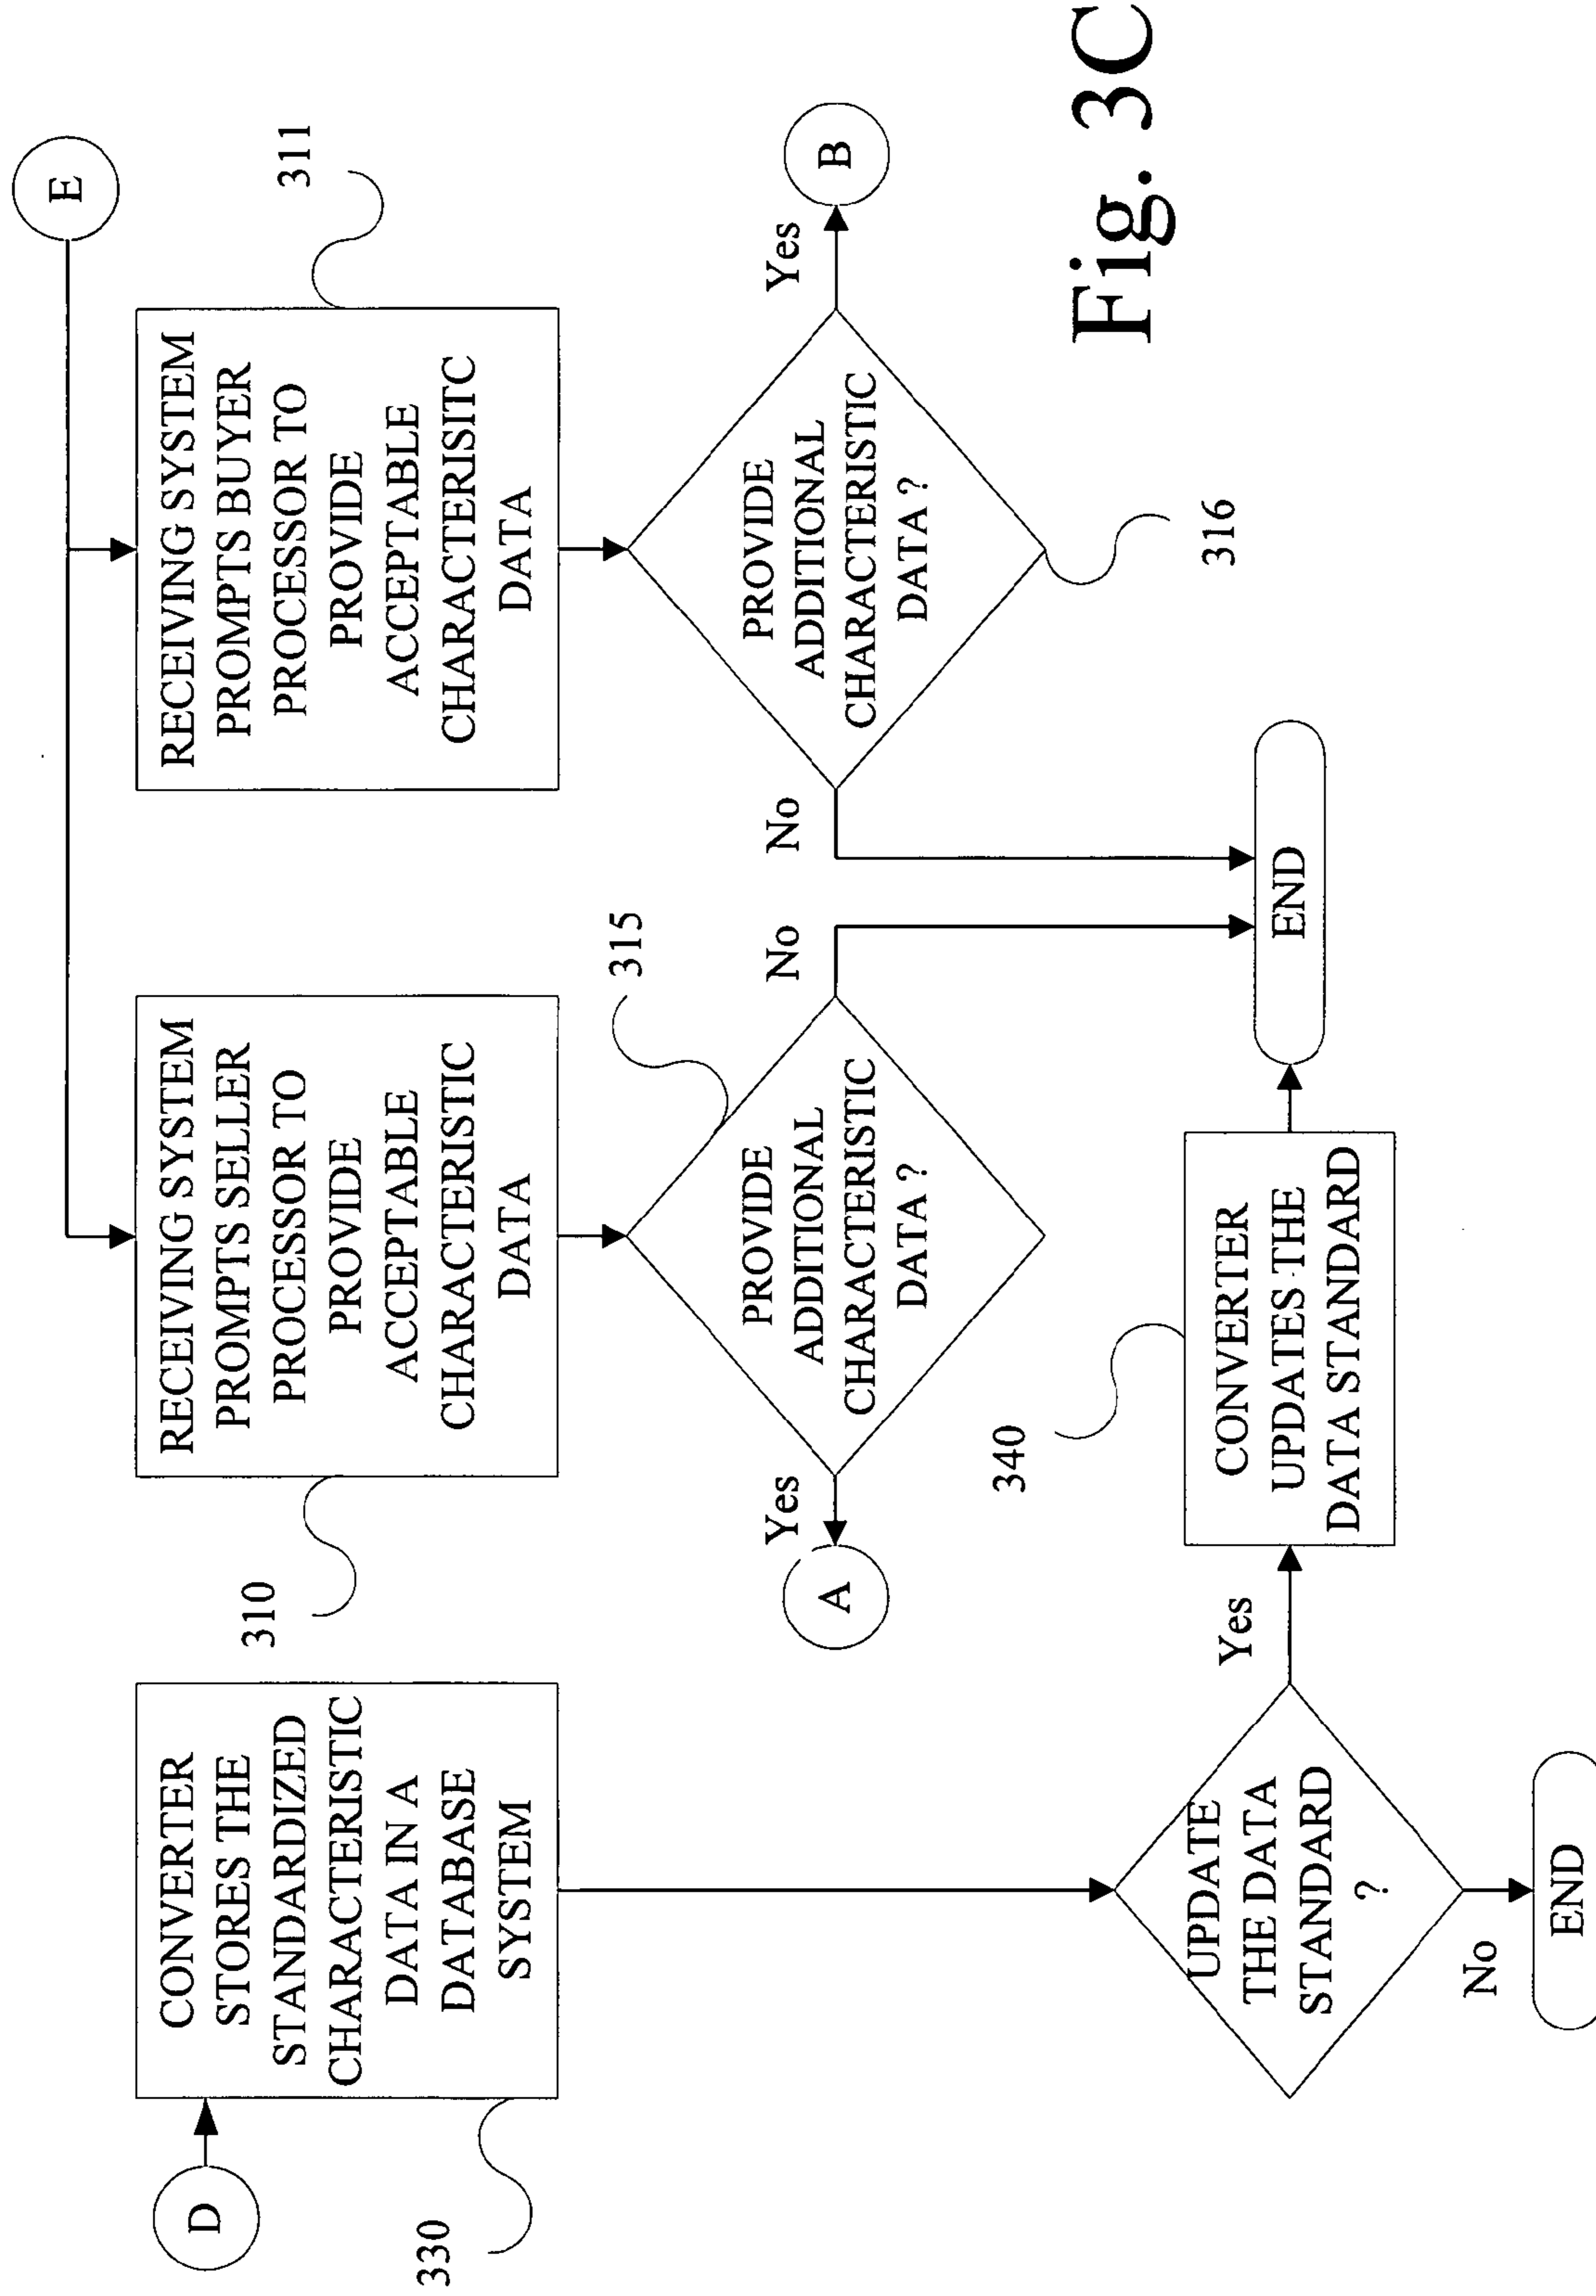 E
D
CONVERTER
STORES THE
STANDARDIZED
CHARACTERISTIC
DATA IN A
DATABASE
SYSTEM
330
RECEIVING SYSTEM
PROMPTS SELLER
PROCESSOR TO
PROVIDE
ACCEPTABLE
CHARACTERISTIC
DATA
310
RECEIVING SYSTEM
PROMPTS BUYER
PROCESSOR TO
PROVIDE
ACCEPTABLE
CHARACTERISITC
DATA
311
A
Yes
PROVIDE
ADDITIONAL
CHARACTERISTIC
DATA ?
315
No
No
PROVIDE
ADDITIONAL
CHARACTERISTIC
DATA ?
316
Yes
B
UPDATE
THE DATA
STANDARD
?
Yes
340
CONVERTER
UPDATES THE
DATA STANDARD
END
No
END
Fig. 3C